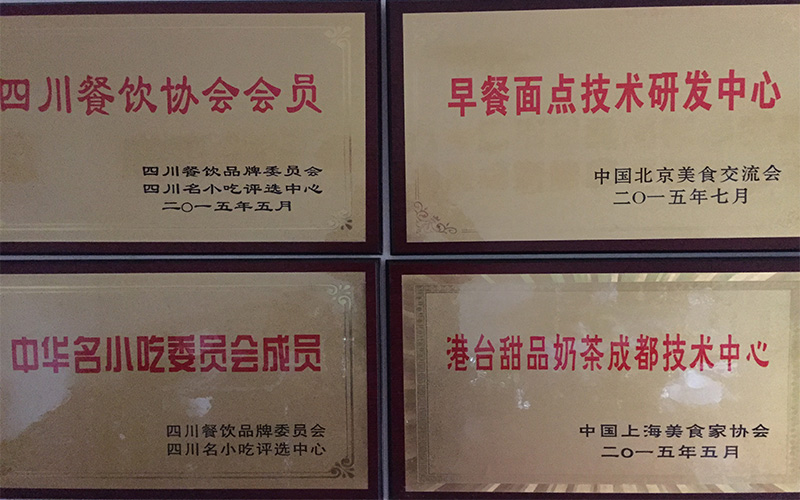 四川餐饮协会会员
四川餐饮品牌委员会
四川名小吃评选中心
二〇一五年五月
早餐面点技术研发中心
中国北京美食交流会
二〇一五年七月
中华名小吃委员会成员
四川餐饮品牌委员会
四川名小吃评选中心
港台甜品奶茶成都技术中心
中国上海美食家协会
二〇一五年五月